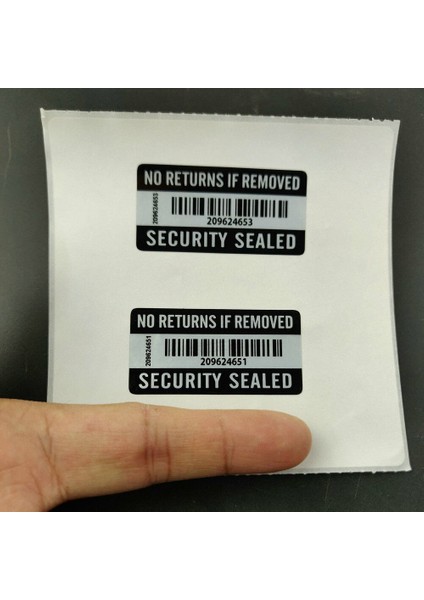 NO RETURNS IF REMOVED
209624653
209624653
SECURITY SEALED
NO RETURNS IF REMOVED
209624651
209624651
SECURITY SEALED